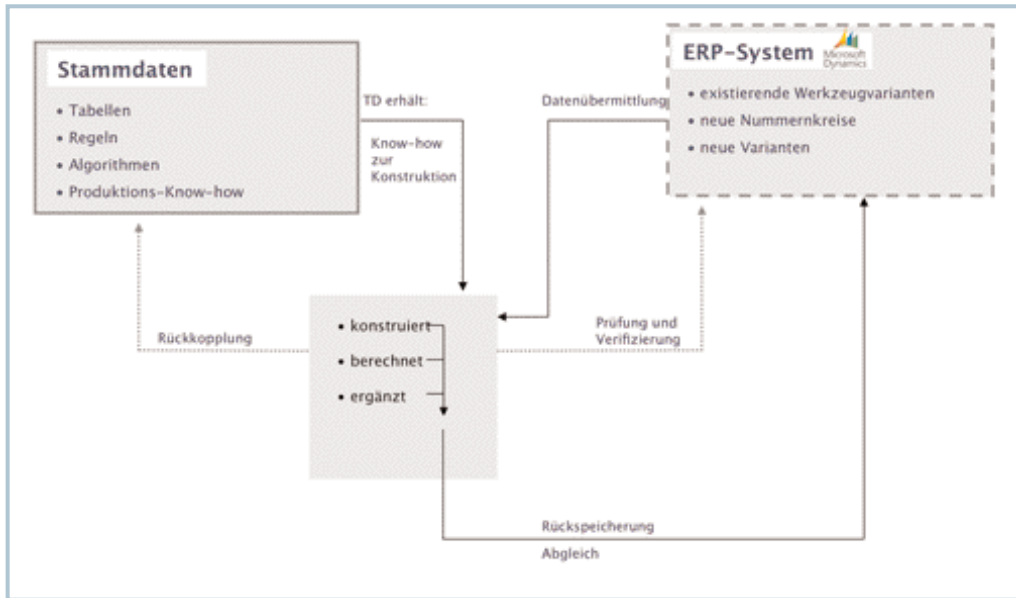 Stammdaten
• Tabellen
• Regeln
• Algorithmen
• Produktions-Know-how
TD erhält:
Know-how
zur
Konstruktion
Datenübermittlung
ERP-System
Microsoft
Dynamics
• existierende Werkzeugvarianten
• neue Nummernkreise
• neue Varianten
Rückkopplung
• konstruiert
• berechnet
• ergänzt
Prüfung und
Verifizierung
Rückspeicherung
Abgleich